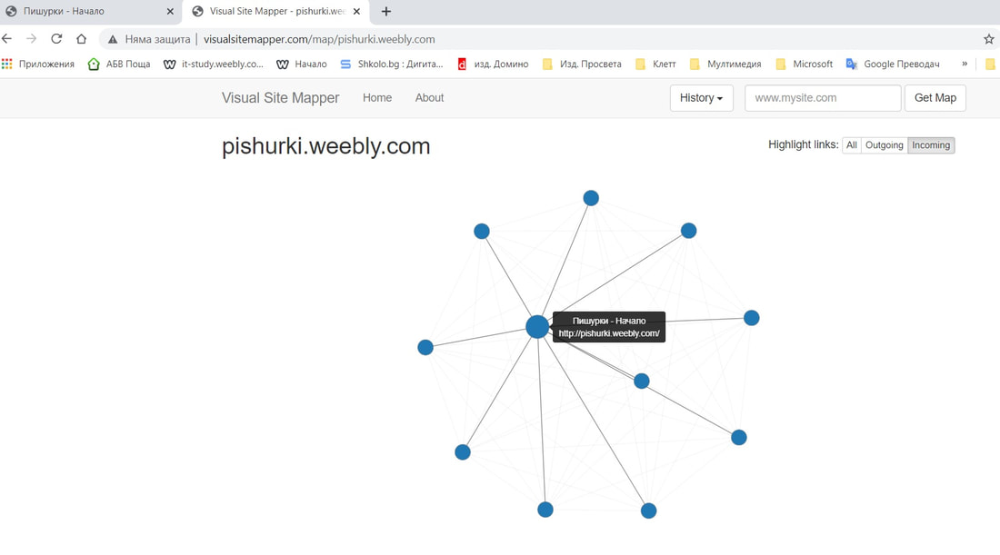 Пишурки - Начало
Visual Site Mapper - pishurki.wee
Няма защита | visualsitemapper.com/map/pishurki.weebly.com
Приложения АБВ Поща it-study.weebly.co... Начало Shkolo.bg : Дигита... изд. Домино Изд. Просвета Клетт Мултимедия Microsoft Google Преводач »
Visual Site Mapper Home About History www.mysite.com Get Map
pishurki.weebly.com Highlight links: All Outgoing Incoming
Пишурки - Начало
http://pishurki.weebly.com/